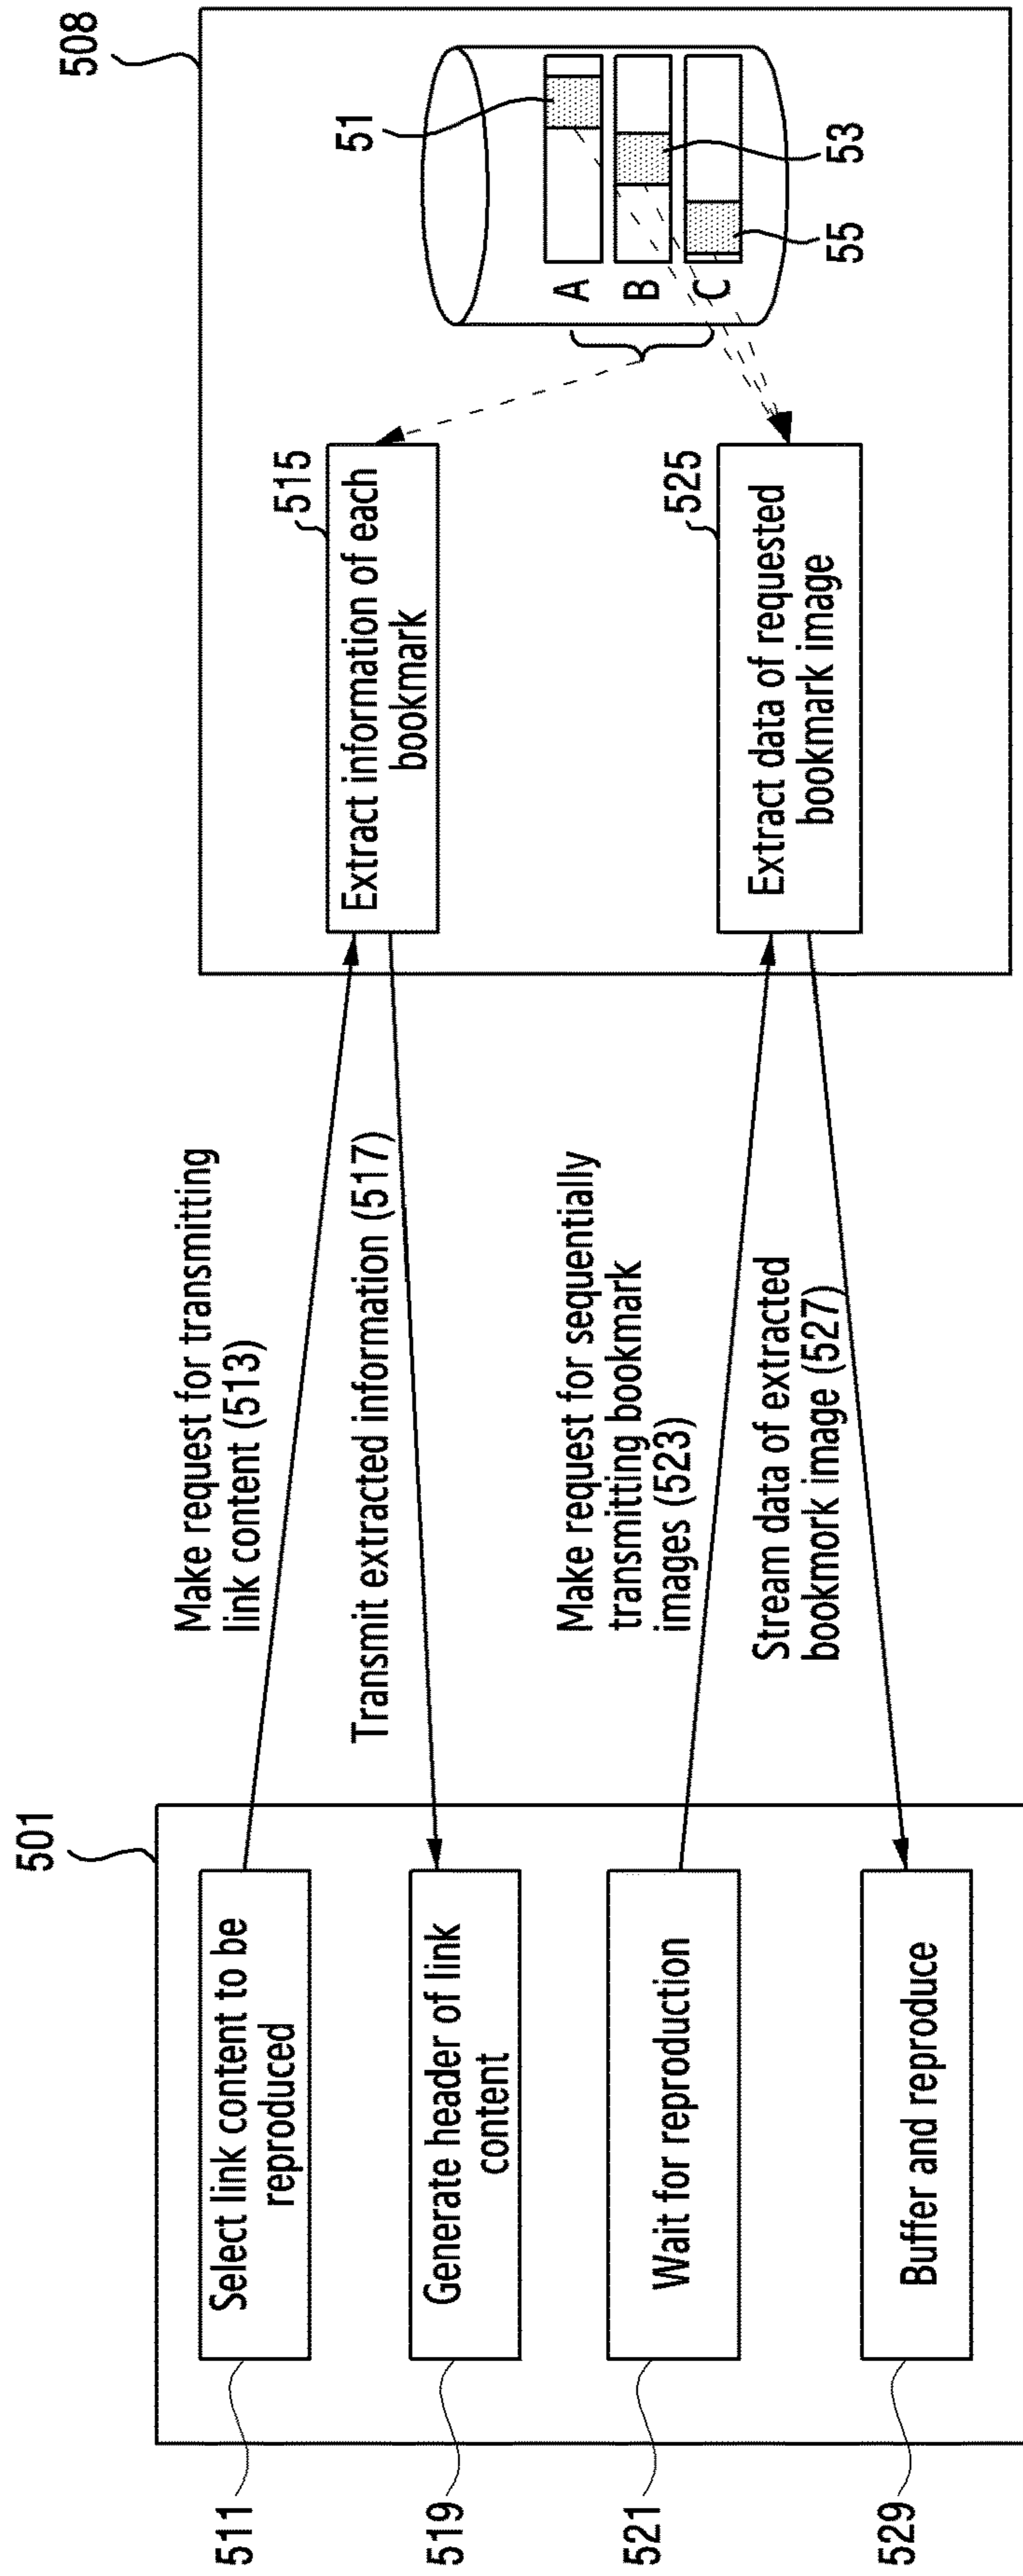 501
508
511
Select link content to be
reproduced
Make request for transmitting
link content (513)
515
Extract information of each
bookmark
Transmit extracted information (517)
519
Generate header of link
content
51
A
B
C
53
55
521
Wait for reproduction
Make request for sequentially
transmitting bookmark
images (523)
525
Extract data of requested
bookmark image
Stream data of extracted
bookmork image (527)
529
Buffer and reproduce